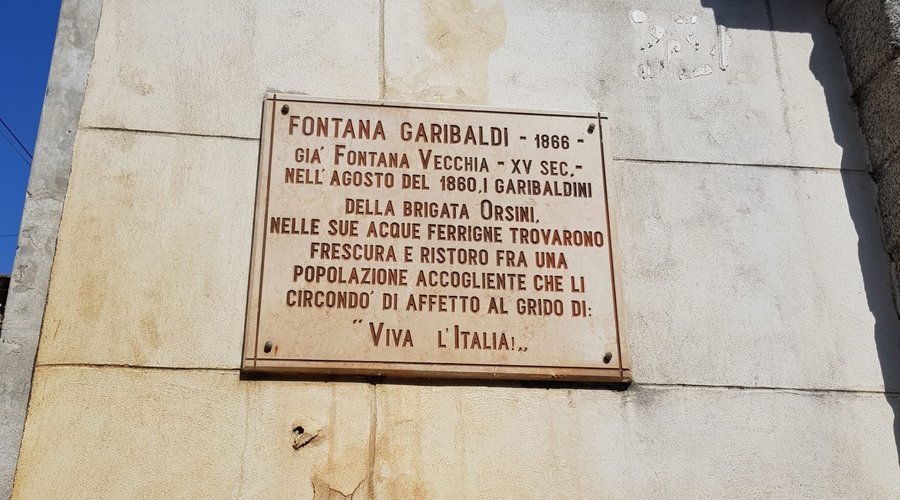 FONTANA GARIBALDI - 1866 -
GIA' FONTANA VECCHIA - XV SEC.-
NELL'AGOSTO DEL 1860, I GARIBALDINI
DELLA BRIGATA ORSINI,
NELLE SUE ACQUE FERRIGNE TROVARONO
FRESCURA E RISTORO FRA UNA
POPOLAZIONE ACCOGLIENTE CHE LI
CIRCONDO' DI AFFETTO AL GRIDO DI:
“VIVA L'ITALIA!„